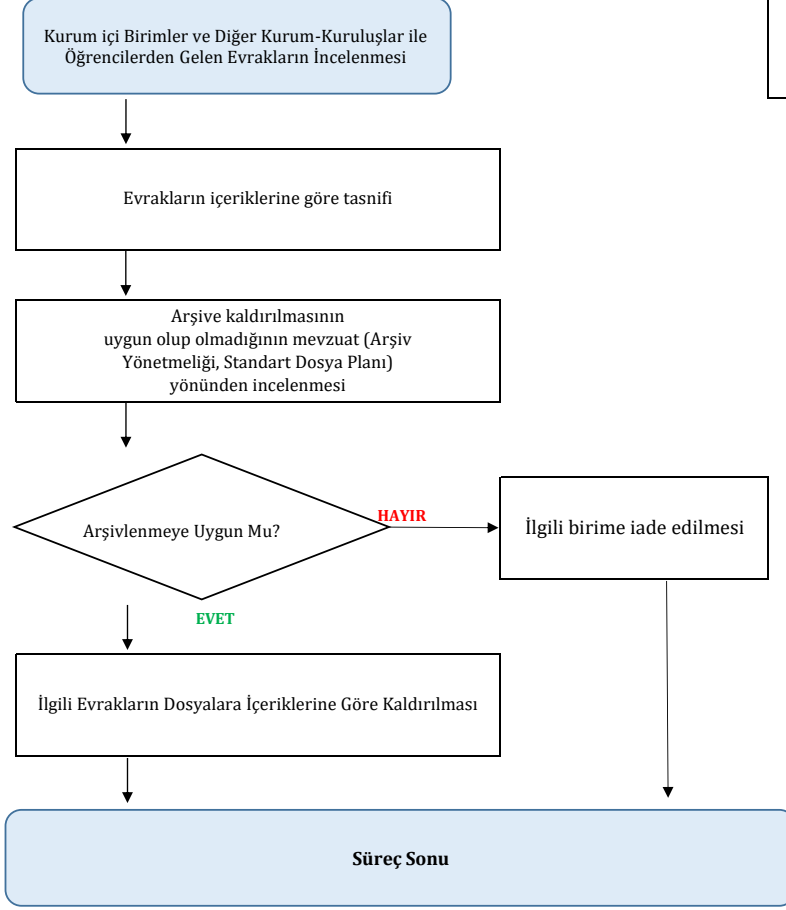 Kurum içi Birimler ve Diğer Kurum-Kuruluşlar ile
Öğrencilerden Gelen Evrakların İncelenmesi
Evrakların içeriklerine göre tasnifi
Arşive kaldırılmasının
uygun olup olmadığının mevzuat (Arşiv
Yönetmeliği, Standart Dosya Planı)
yönünden incelenmesi
Arşivlenmeye Uygun Mu?
HAYIR
İlgili birime iade edilmesi
EVET
İlgili Evrakların Dosyalara İçeriklerine Göre Kaldırılması
Süreç Sonu